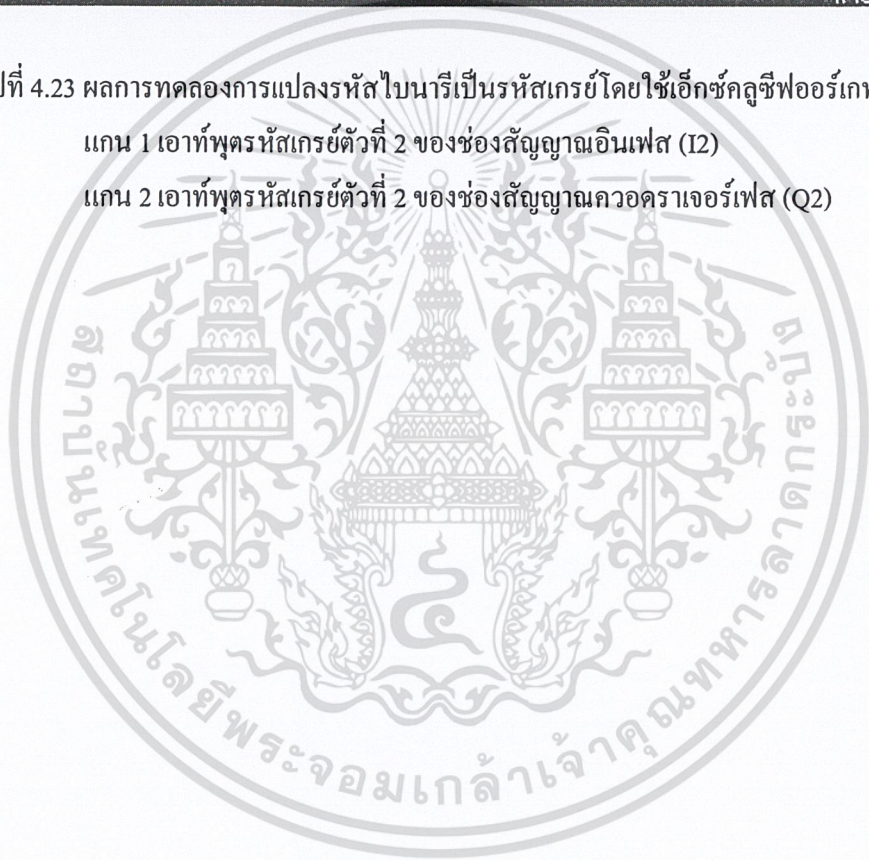 ปที่ 4.23 ผลการทดลองการแปลงรหัสไบนารีเป็นรหัสเกรย์โดยใช้เอ็กซ์คลูซีฟออร์เกท
แกน 1 เอาท์พุตรหัสเกรย์ตัวที่ 2 ของช่องสัญญาณอินเฟส (I2)
แกน 2 เอาท์พุตรหัสเกรย์ตัวที่ 2 ของช่องสัญญาณควอดราเจอร์เฟส (Q2)
สถาบันเทคโนโลยีพระจอมเกล้าเจ้าคุณทหารลาดกระบัง
๔